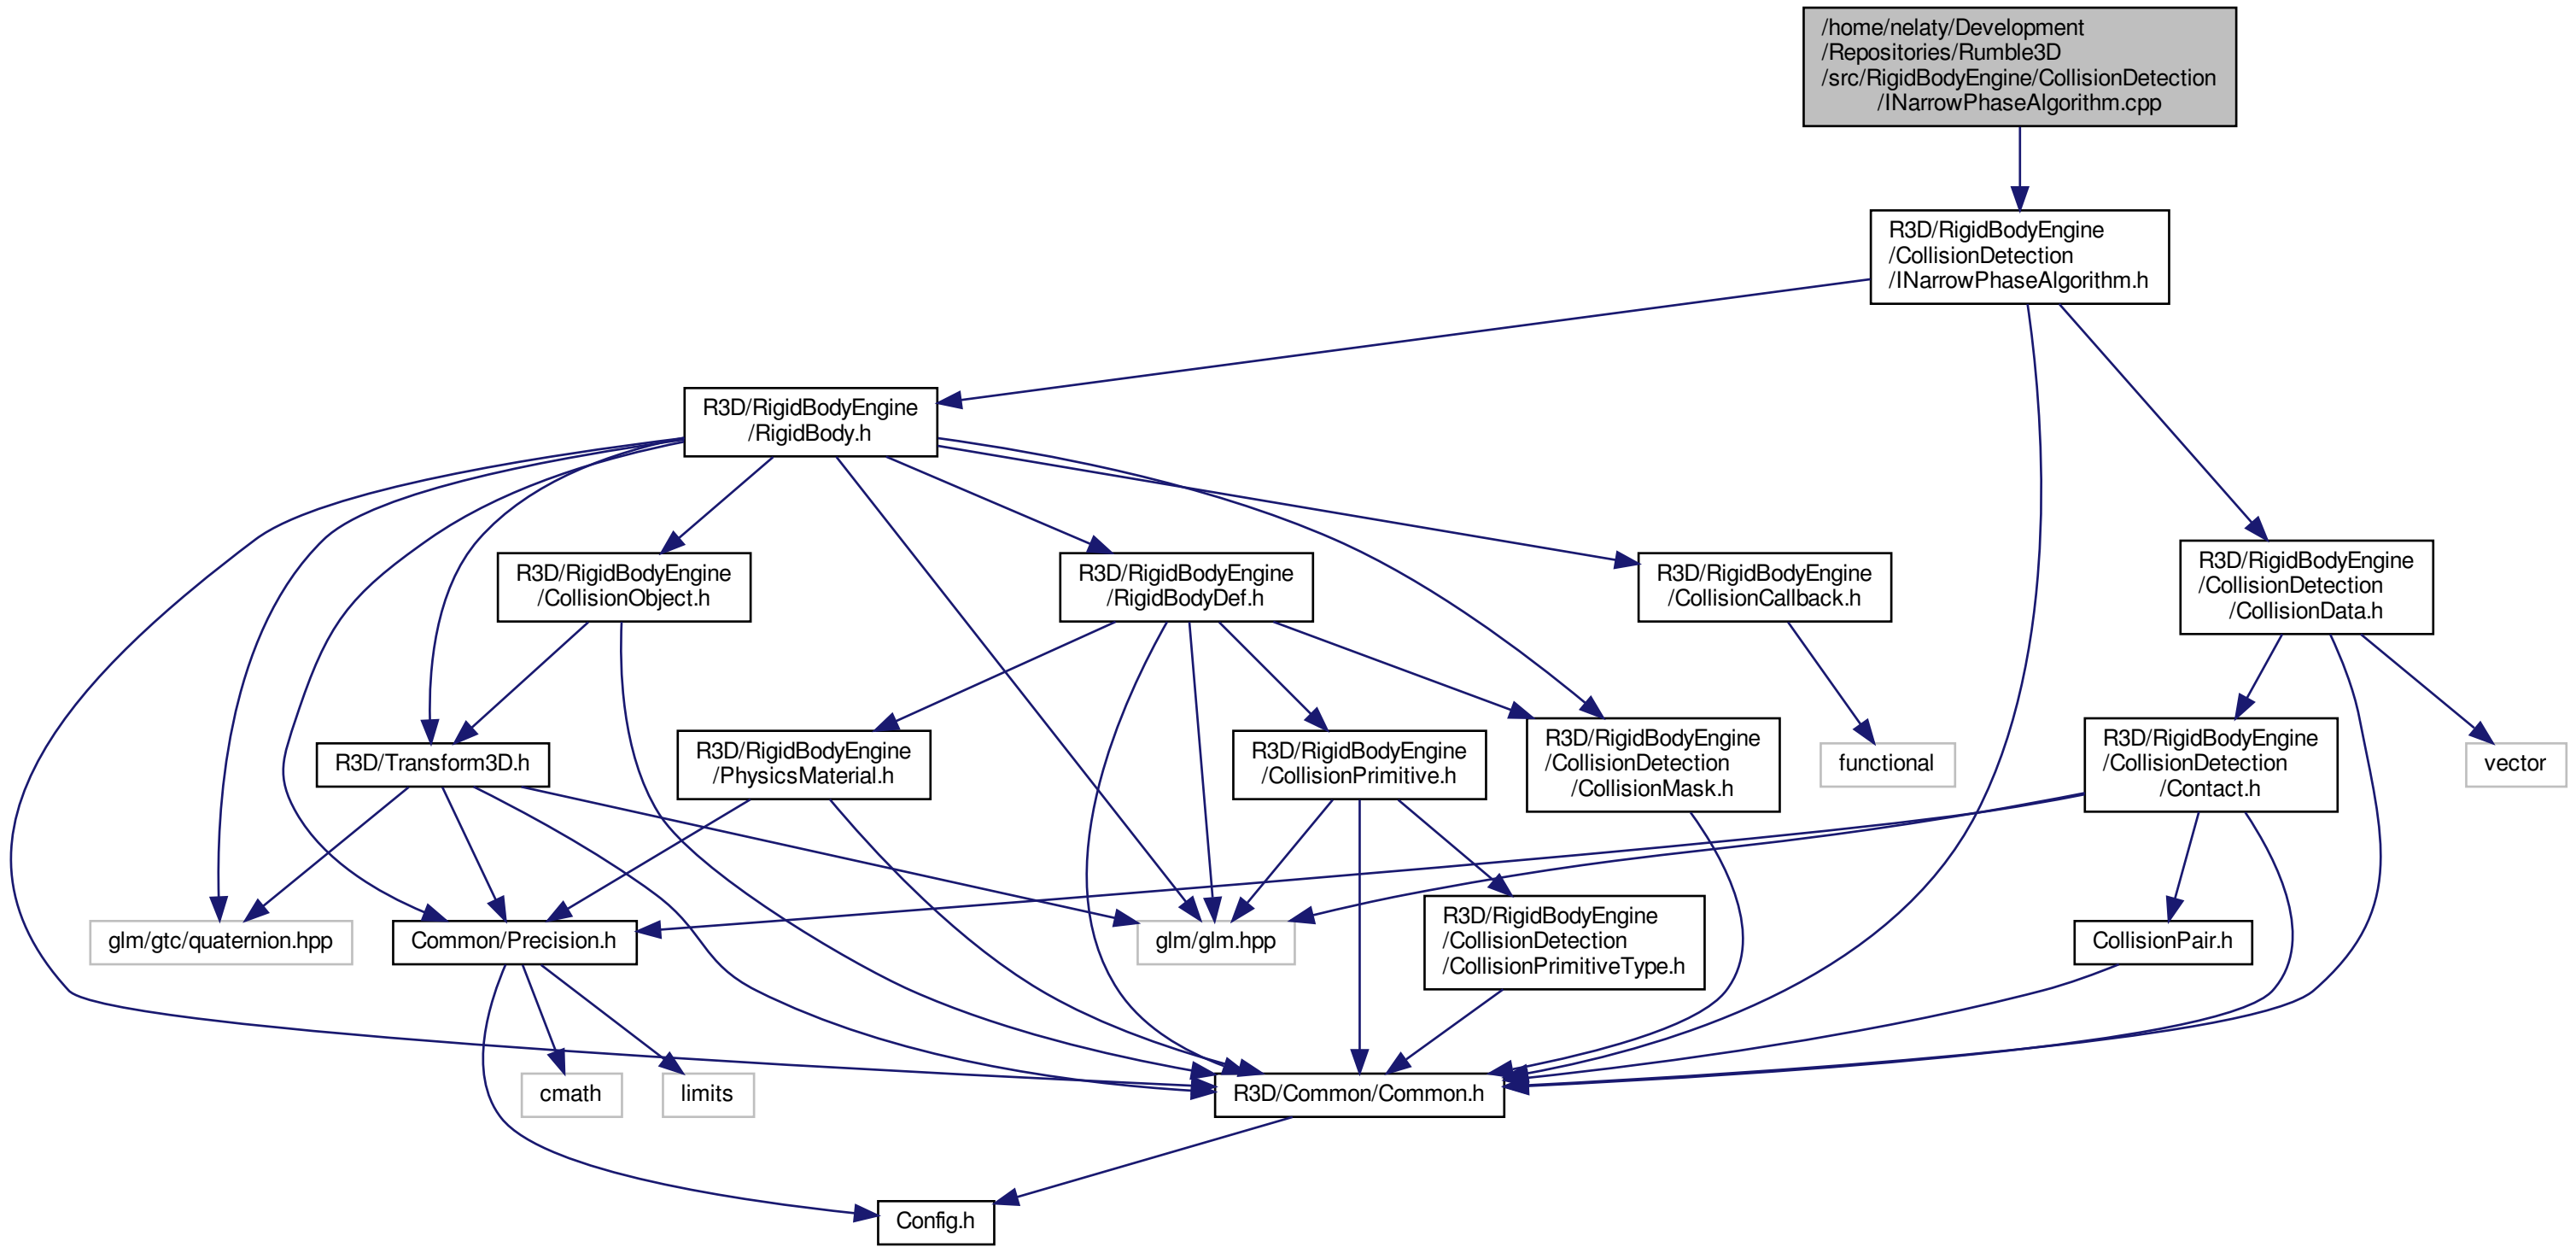 /home/nelaty/Development
/Repositories/Rumble3D
/src/RigidBodyEngine/CollisionDetection
/INarrowPhaseAlgorithm.cpp
R3D/RigidBodyEngine
/CollisionDetection
/INarrowPhaseAlgorithm.h
R3D/RigidBodyEngine
/RigidBody.h
R3D/RigidBodyEngine
/CollisionObject.h
R3D/RigidBodyEngine
/RigidBodyDef.h
R3D/RigidBodyEngine
/CollisionCallback.h
R3D/RigidBodyEngine
/CollisionDetection
/CollisionData.h
R3D/Transform3D.h
R3D/RigidBodyEngine
/PhysicsMaterial.h
R3D/RigidBodyEngine
/CollisionPrimitive.h
R3D/RigidBodyEngine
/CollisionDetection
/CollisionMask.h
functional
R3D/RigidBodyEngine
/CollisionDetection
/Contact.h
vector
glm/gtc/quaternion.hpp
Common/Precision.h
glm/glm.hpp
R3D/RigidBodyEngine
/CollisionDetection
/CollisionPrimitiveType.h
CollisionPair.h
cmath
limits
R3D/Common/Common.h
Config.h